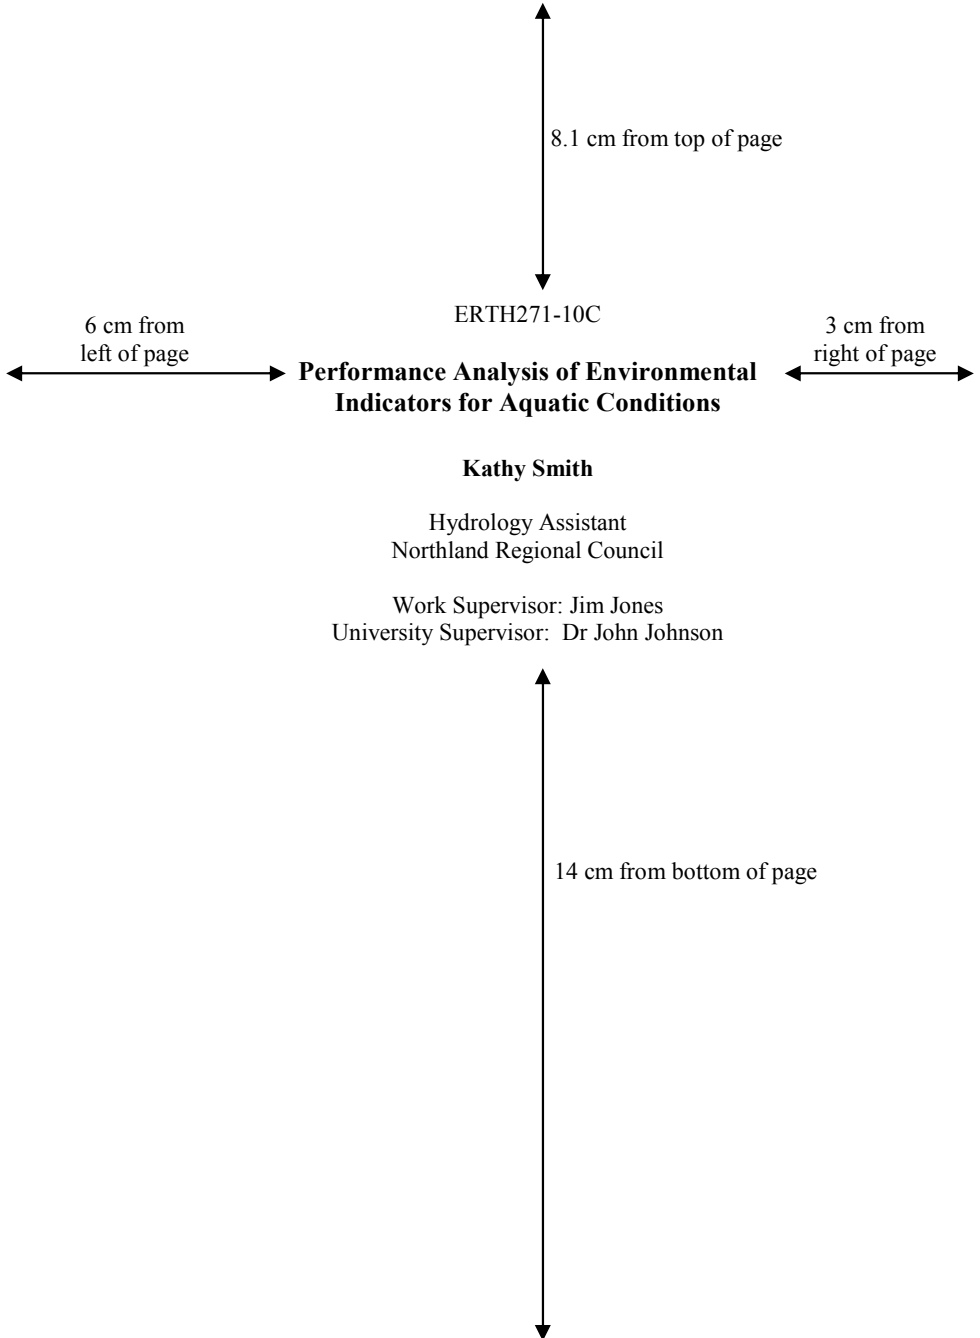 8.1 cm from top of page
ERTH271-10C
6 cm from
left of page
3 cm from
right of page
Performance Analysis of Environmental
Indicators for Aquatic Conditions
Kathy Smith
Hydrology Assistant
Northland Regional Council
Work Supervisor: Jim Jones
University Supervisor:  Dr John Johnson
14 cm from bottom of page